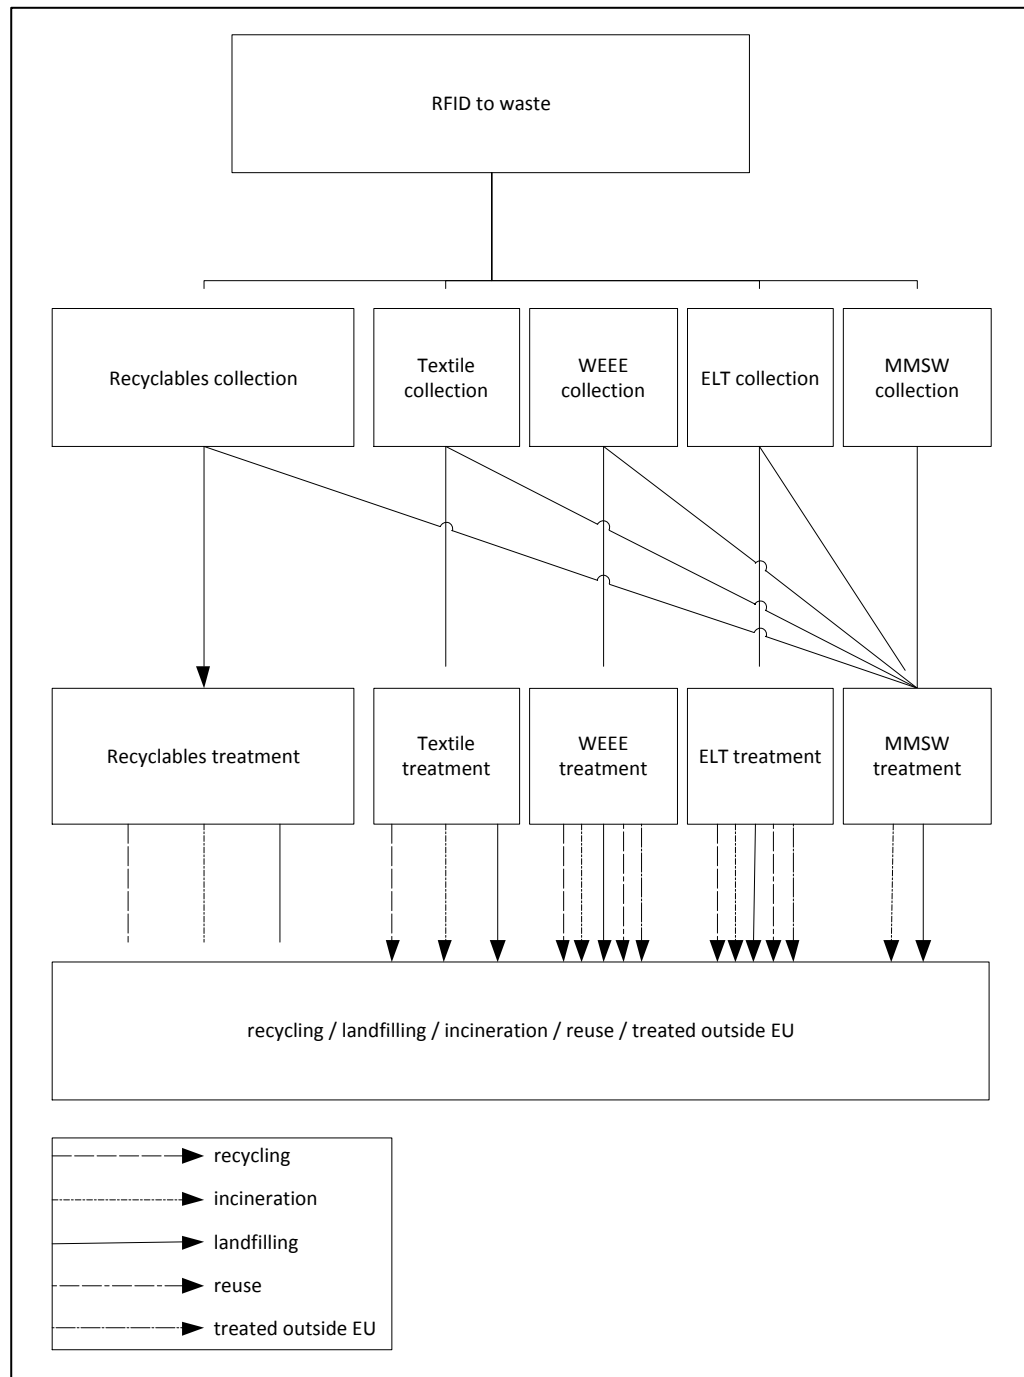 RFID to waste
Recyclables collection
Textile
collection
WEEE
collection
ELT collection
MMSW
collection
Recyclables treatment
Textile
treatment
WEEE
treatment
ELT treatment
MMSW
treatment
recycling / landfilling / incineration / reuse / treated outside EU
recycling
incineration
landfilling
reuse
treated outside EU